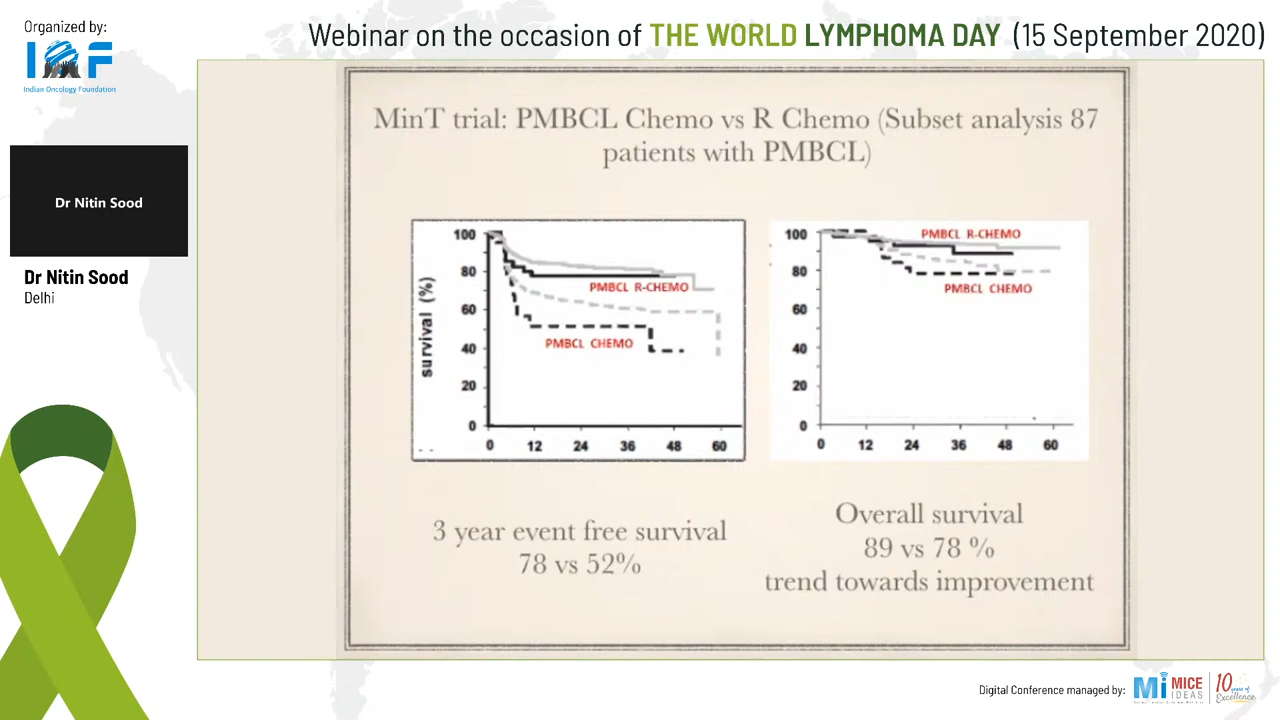 Organized by:
IOF
Indian Oncology Foundation
Webinar on the occasion of THE WORLD LYMPHOMA DAY (15 September 2020)
Dr Nitin Sood
Dr Nitin Sood
Delhi
MinT trial: PMBCL Chemo vs R Chemo (Subset analysis 87
patients with PMBCL)
survival (%)
100
80
60
40
20
0
0 12 24 36 48 60
PMBCL R-CHEMO
PMBCL CHEMO
100
80
60
40
20
0
0 12 24 36 48 60
PMBCL R-CHEMO
PMBCL CHEMO
3 year event free survival
78 vs 52%
Overall survival
89 vs 78 %
trend towards improvement
Digital Conference managed by:
Mi MICE
IDEAS
10 years of
Excellence